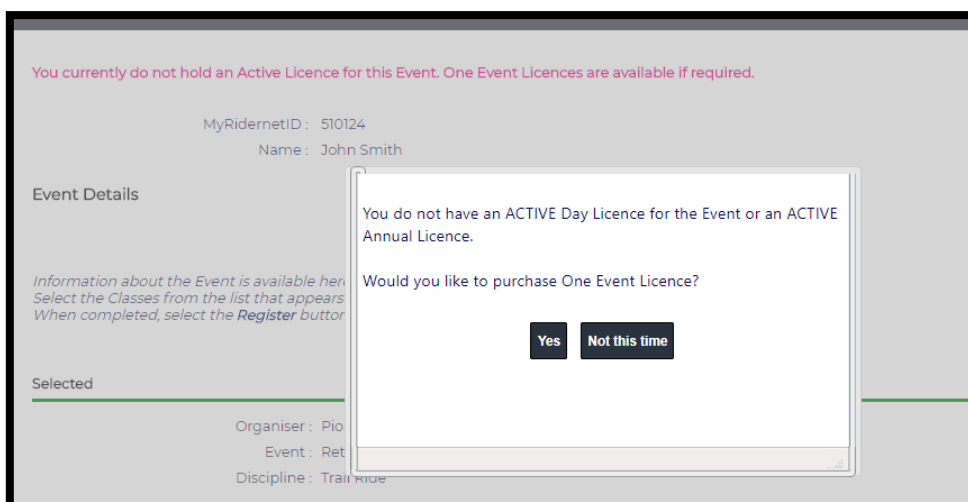 You currently do not hold an Active Licence for this Event. One Event Licences are available if required.
MyRidernetID : 510124
Name : John Smith
Event Details
Information about the Event is available her
Select the Classes from the list that appears
When completed, select the Register button
You do not have an ACTIVE Day Licence for the Event or an ACTIVE
Annual Licence.
Would you like to purchase One Event Licence?
Yes Not this time
Selected
Organiser : Pio
Event : Ret
Discipline : Trail Ride